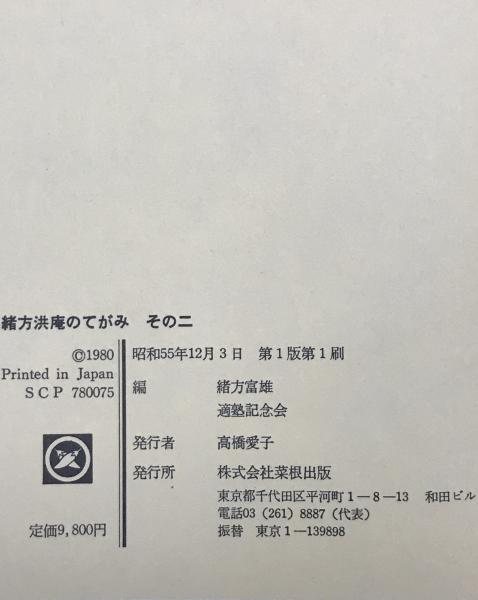 緒方洪庵のてがみ　その二
©1980
Printed in Japan
SCP 780075
定価9,800円
昭和55年12月3日　第1版第1刷
編　緒方富雄
適塾記念会
発行者　高橋愛子
発行所　株式会社菜根出版
東京都千代田区平河町1―8―13　和田ビル
電話03（261）8887（代表）
振替　東京1―139898